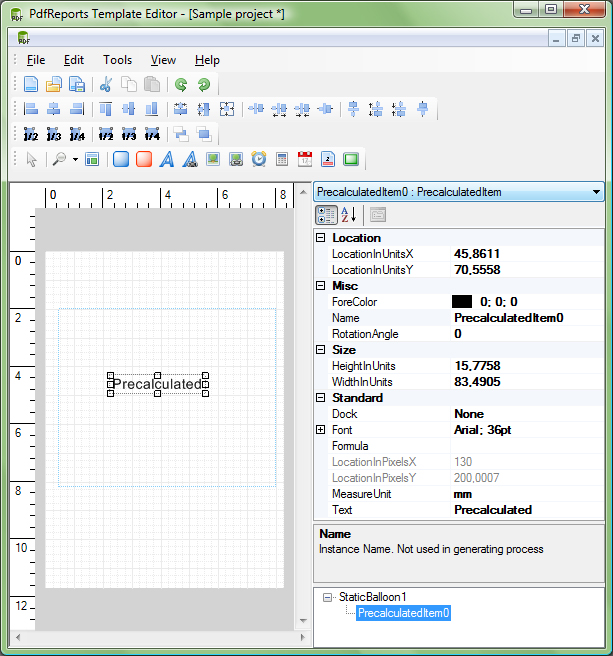 PdfReports Template Editor - [Sample project *]
PDF
File Edit Tools View Help
1/2 1/3 1/4 1/2 1/3 1/4
A A
0 2 4 6 8
0
2
4
6
8
10
12
Precalculated
PrecalculatedItem0 : PrecalculatedItem
Location
LocationInUnitsX 45,8611
LocationInUnitsY 70,5558
Misc
ForeColor 0; 0; 0
Name PrecalculatedItem0
RotationAngle 0
Size
HeightInUnits 15,7758
WidthInUnits 83,4905
Standard
Dock None
Font Arial; 36pt
Formula
LocationInPixelsX 130
LocationInPixelsY 200,0007
MeasureUnit mm
Text Precalculated
Name
Instance Name. Not used in generating process
StaticBalloon1
PrecalculatedItem0